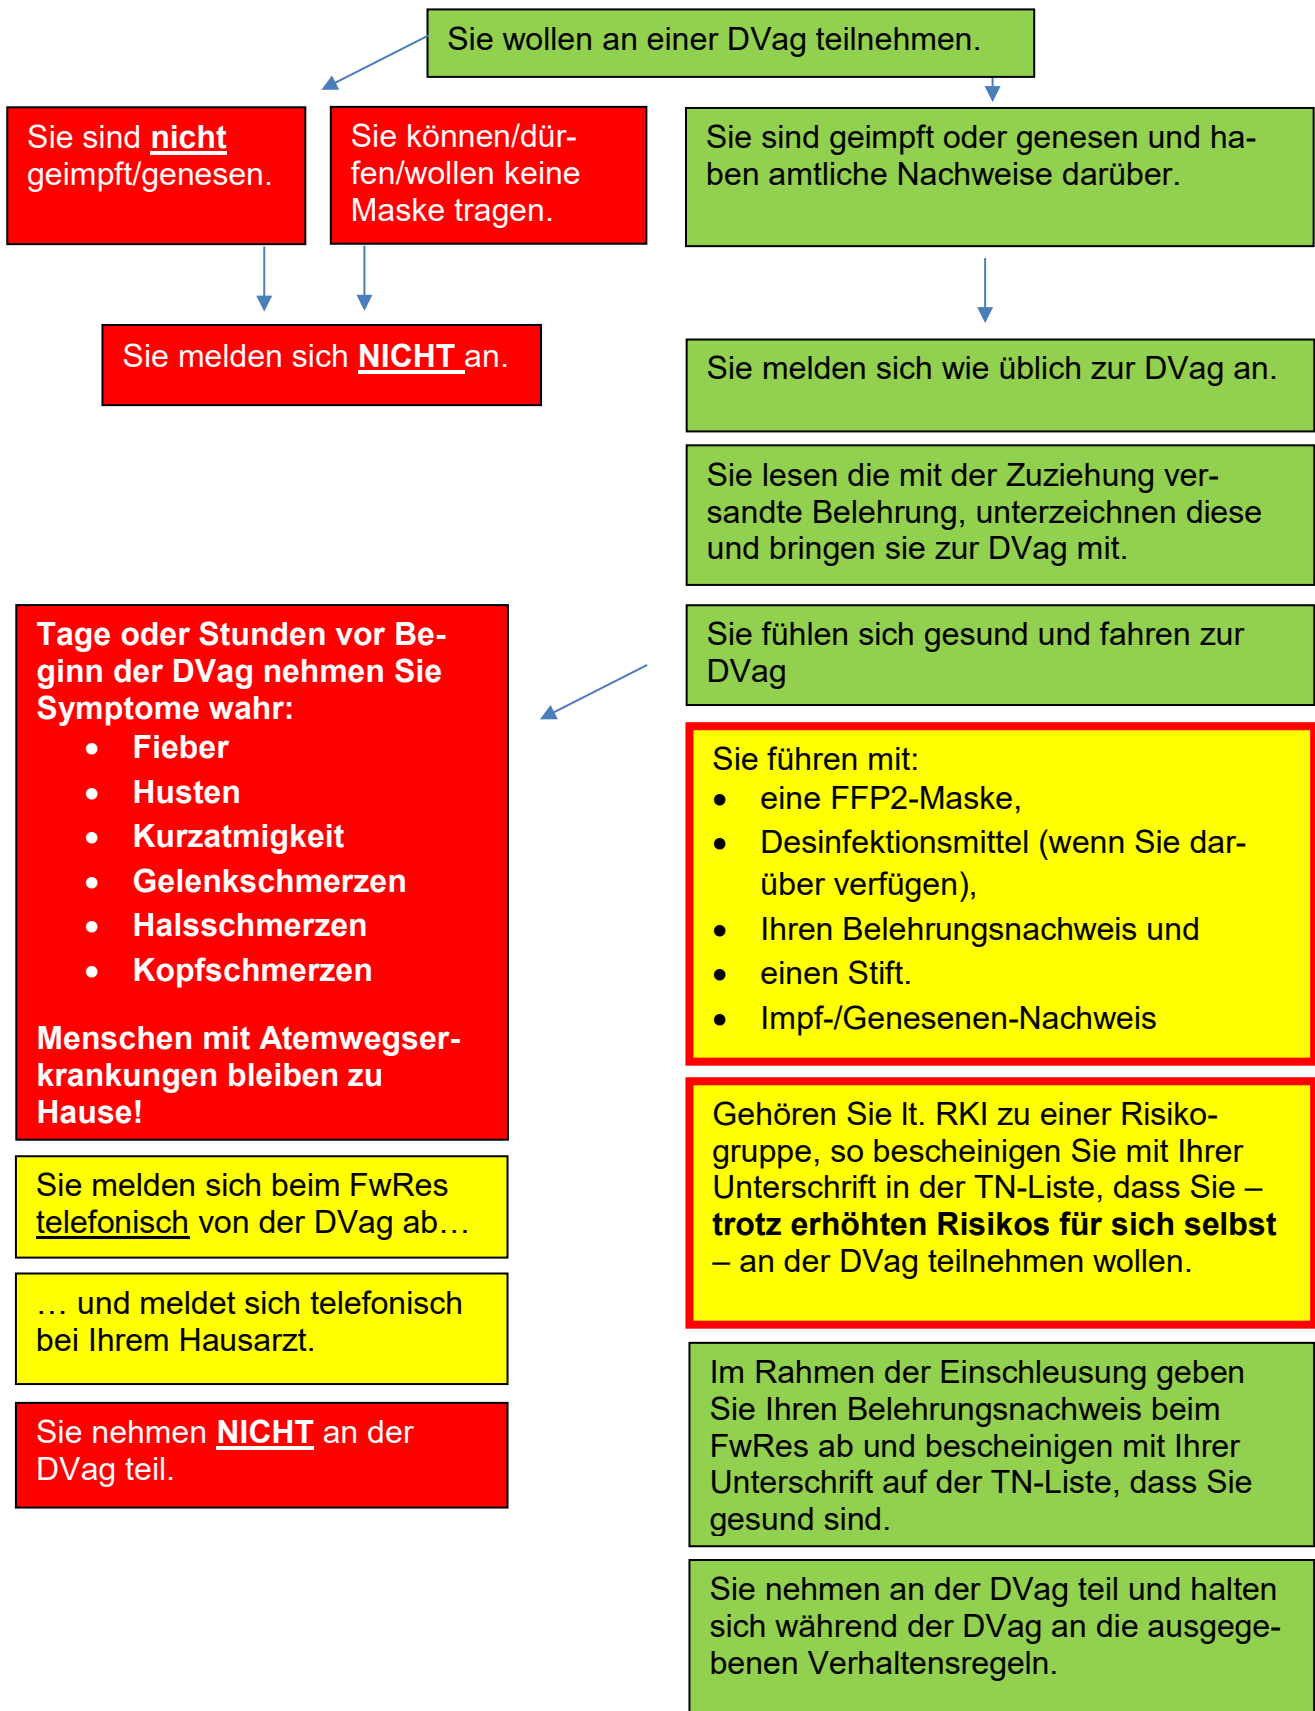 Sie wollen an einer DVag teilnehmen.
Sie sind nicht
geimpft/genesen.
Sie können/dür-
fen/wollen keine
Maske tragen.
Sie melden sich NICHT an.
Sie sind geimpft oder genesen und ha-
ben amtliche Nachweise darüber.
Sie melden sich wie üblich zur DVag an.
Sie lesen die mit der Zuziehung ver-
sandte Belehrung, unterzeichnen diese
und bringen sie zur DVag mit.
Sie fühlen sich gesund und fahren zur
DVag
Tage oder Stunden vor Be-
ginn der DVag nehmen Sie
Symptome wahr:
• Fieber
• Husten
• Kurzatmigkeit
• Gelenkschmerzen
• Halsschmerzen
• Kopfschmerzen
Menschen mit Atemwegser-
krankungen bleiben zu
Hause!
Sie melden sich beim FwRes
telefonisch von der DVag ab…
… und meldet sich telefonisch
bei Ihrem Hausarzt.
Sie nehmen NICHT an der
DVag teil.
Sie führen mit:
• eine FFP2-Maske,
• Desinfektionsmittel (wenn Sie dar-
über verfügen),
• Ihren Belehrungsnachweis und
• einen Stift.
• Impf-/Genesenen-Nachweis
Gehören Sie lt. RKI zu einer Risiko-
gruppe, so bescheinigen Sie mit Ihrer
Unterschrift in der TN-Liste, dass Sie –
trotz erhöhten Risikos für sich selbst
– an der DVag teilnehmen wollen.
Im Rahmen der Einschleusung geben
Sie Ihren Belehrungsnachweis beim
FwRes ab und bescheinigen mit Ihrer
Unterschrift auf der TN-Liste, dass Sie
gesund sind.
Sie nehmen an der DVag teil und halten
sich während der DVag an die ausgege-
benen Verhaltensregeln.